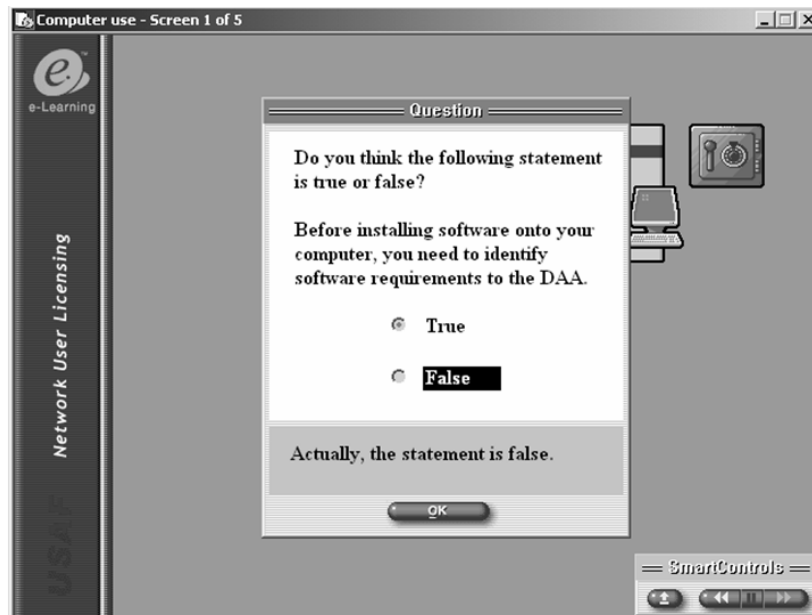 Computer use - Screen 1 of 5
e-Learning
Network User Licensing
USAF
Question
Do you think the following statement
is true or false?
Before installing software onto your
computer, you need to identify
software requirements to the DAA.
True
False
Actually, the statement is false.
OK
SmartControls